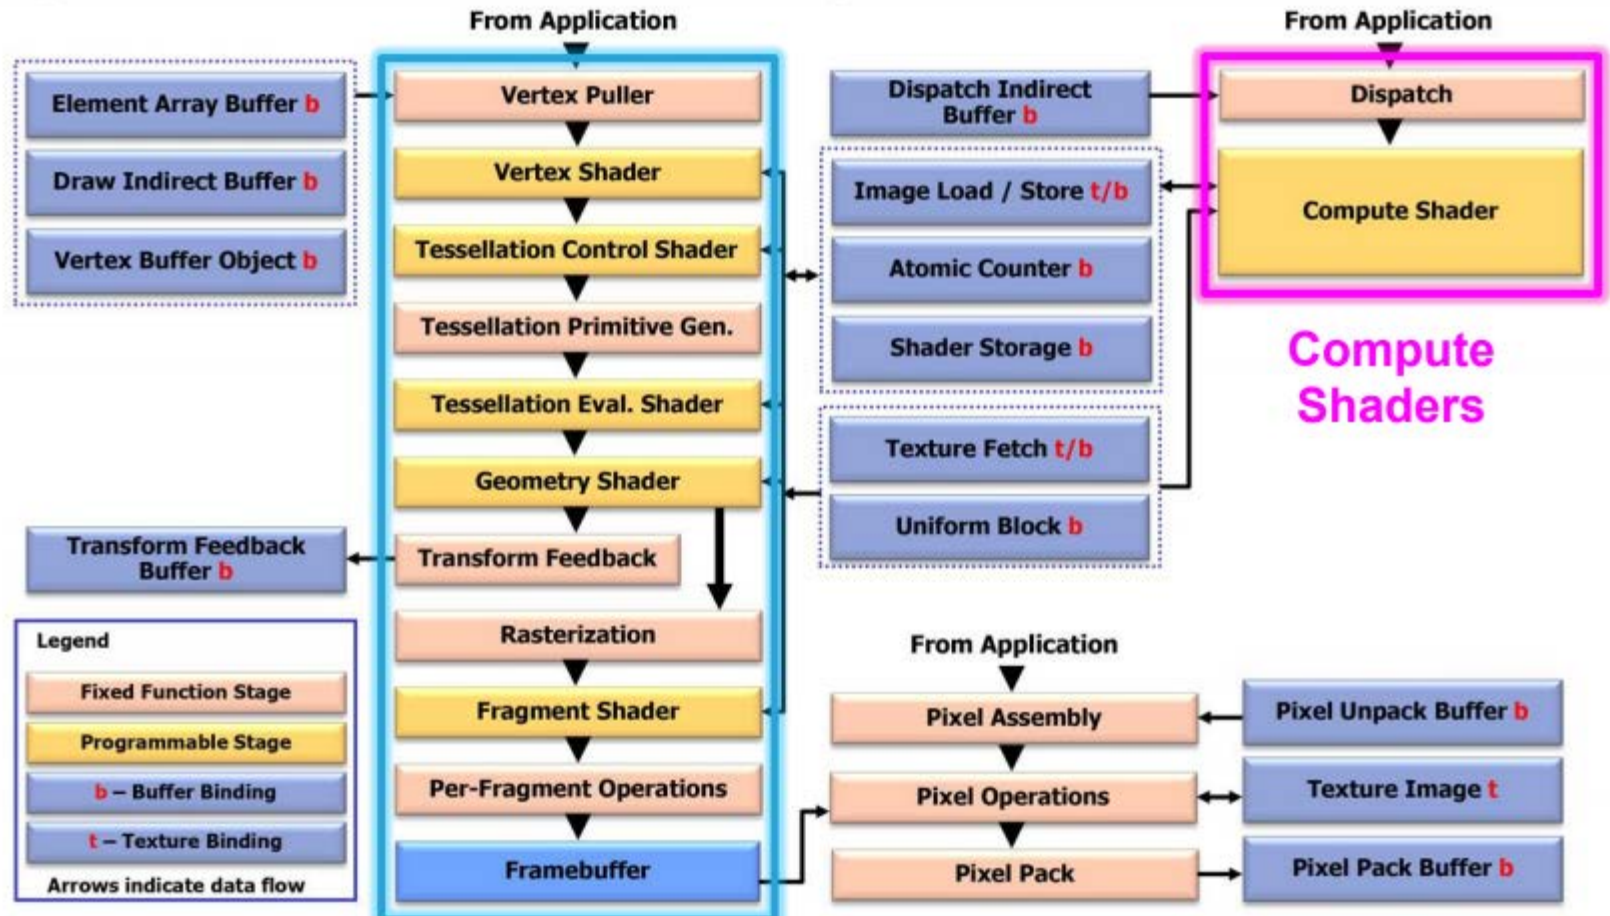 From Application
Element Array Buffer b
Draw Indirect Buffer b
Vertex Buffer Object b
Vertex Puller
Vertex Shader
Tessellation Control Shader
Tessellation Primitive Gen.
Tessellation Eval. Shader
Geometry Shader
Transform Feedback
Transform Feedback
Buffer b
Rasterization
Fragment Shader
Per-Fragment Operations
Framebuffer
Legend
Fixed Function Stage
Programmable Stage
b – Buffer Binding
t – Texture Binding
Arrows indicate data flow
Dispatch Indirect
Buffer b
Image Load / Store t/b
Atomic Counter b
Shader Storage b
Texture Fetch t/b
Uniform Block b
From Application
Dispatch
Compute Shader
Compute
Shaders
From Application
Pixel Assembly
Pixel Operations
Pixel Pack
Pixel Unpack Buffer b
Texture Image t
Pixel Pack Buffer b